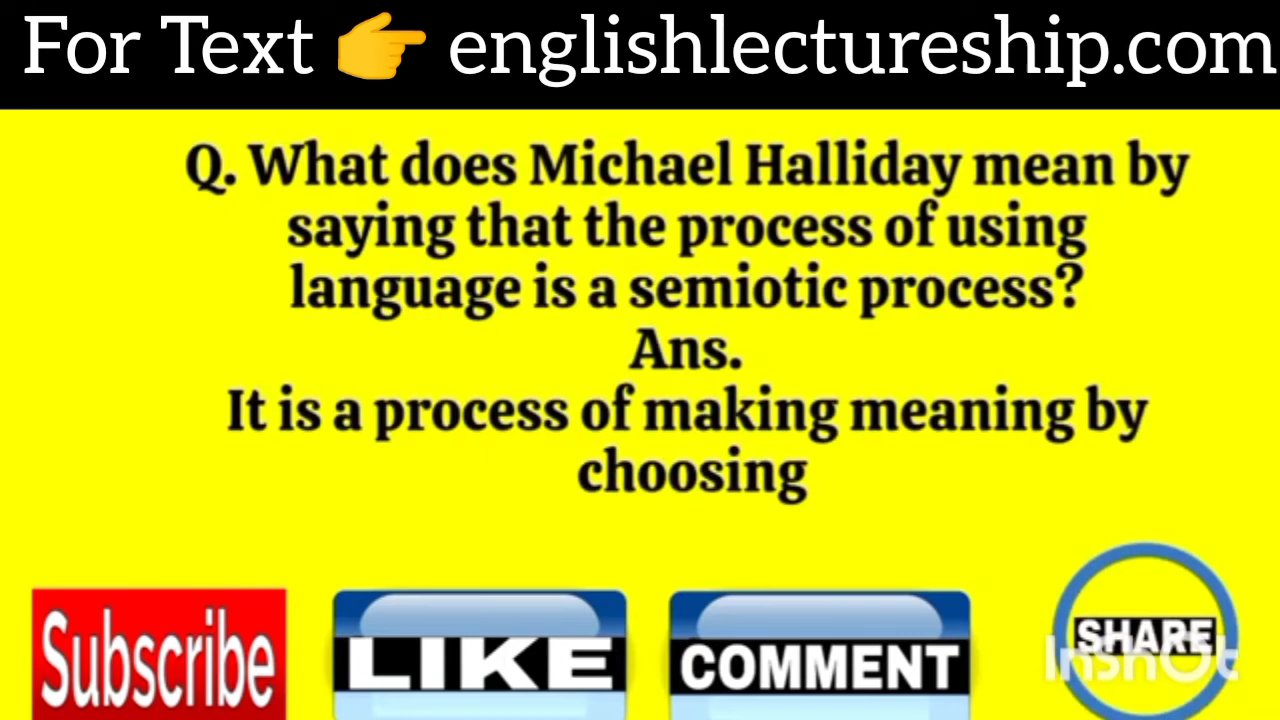 For Text 👉 englishlectureship.com
Q. What does Michael Halliday mean by
saying that the process of using
language is a semiotic process?
Ans.
It is a process of making meaning by
choosing
Subscribe
LIKE
COMMENT
SHARE
InShOt